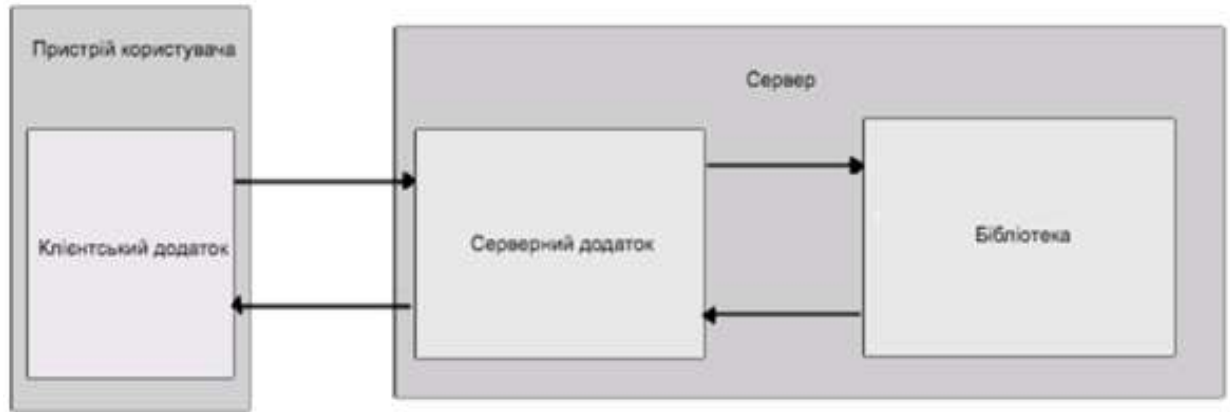 Пристрій користувача
Сервер
Клієнтський додаток
Серверний додаток
Бібліотека